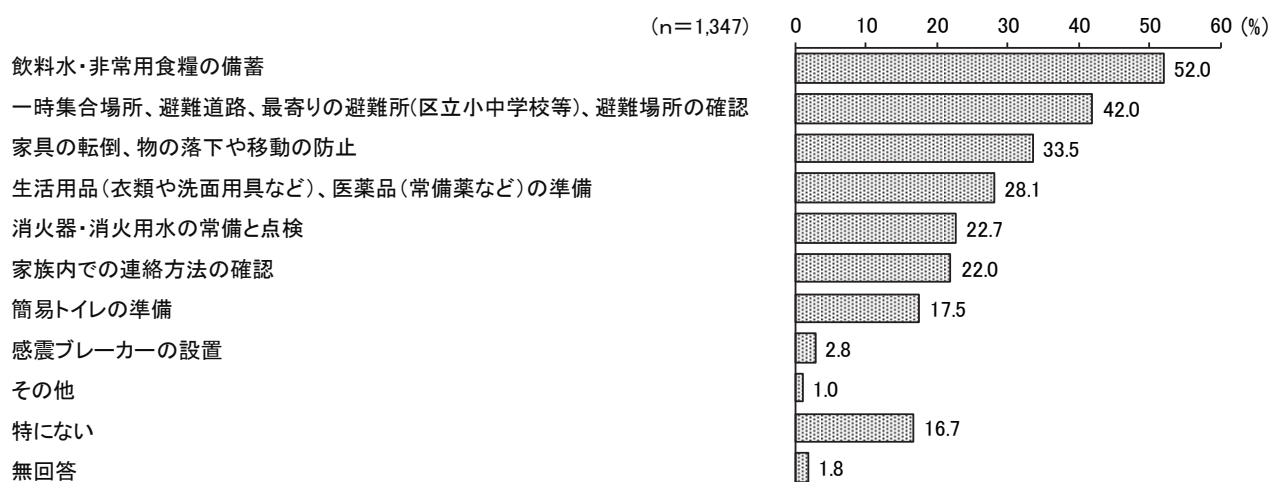 (n=1,347) 0 10 20 30 40 50 60 (%)
飲料水・非常用食糧の備蓄 52.0
一時集合場所、避難道路、最寄りの避難所(区立小中学校等)、避難場所の確認 42.0
家具の転倒、物の落下や移動の防止 33.5
生活用品(衣類や洗面用具など)、医薬品(常備薬など)の準備 28.1
消火器・消火用水の常備と点検 22.7
家族内での連絡方法の確認 22.0
簡易トイレの準備 17.5
感震ブレーカーの設置 2.8
その他 1.0
特にない 16.7
無回答 1.8